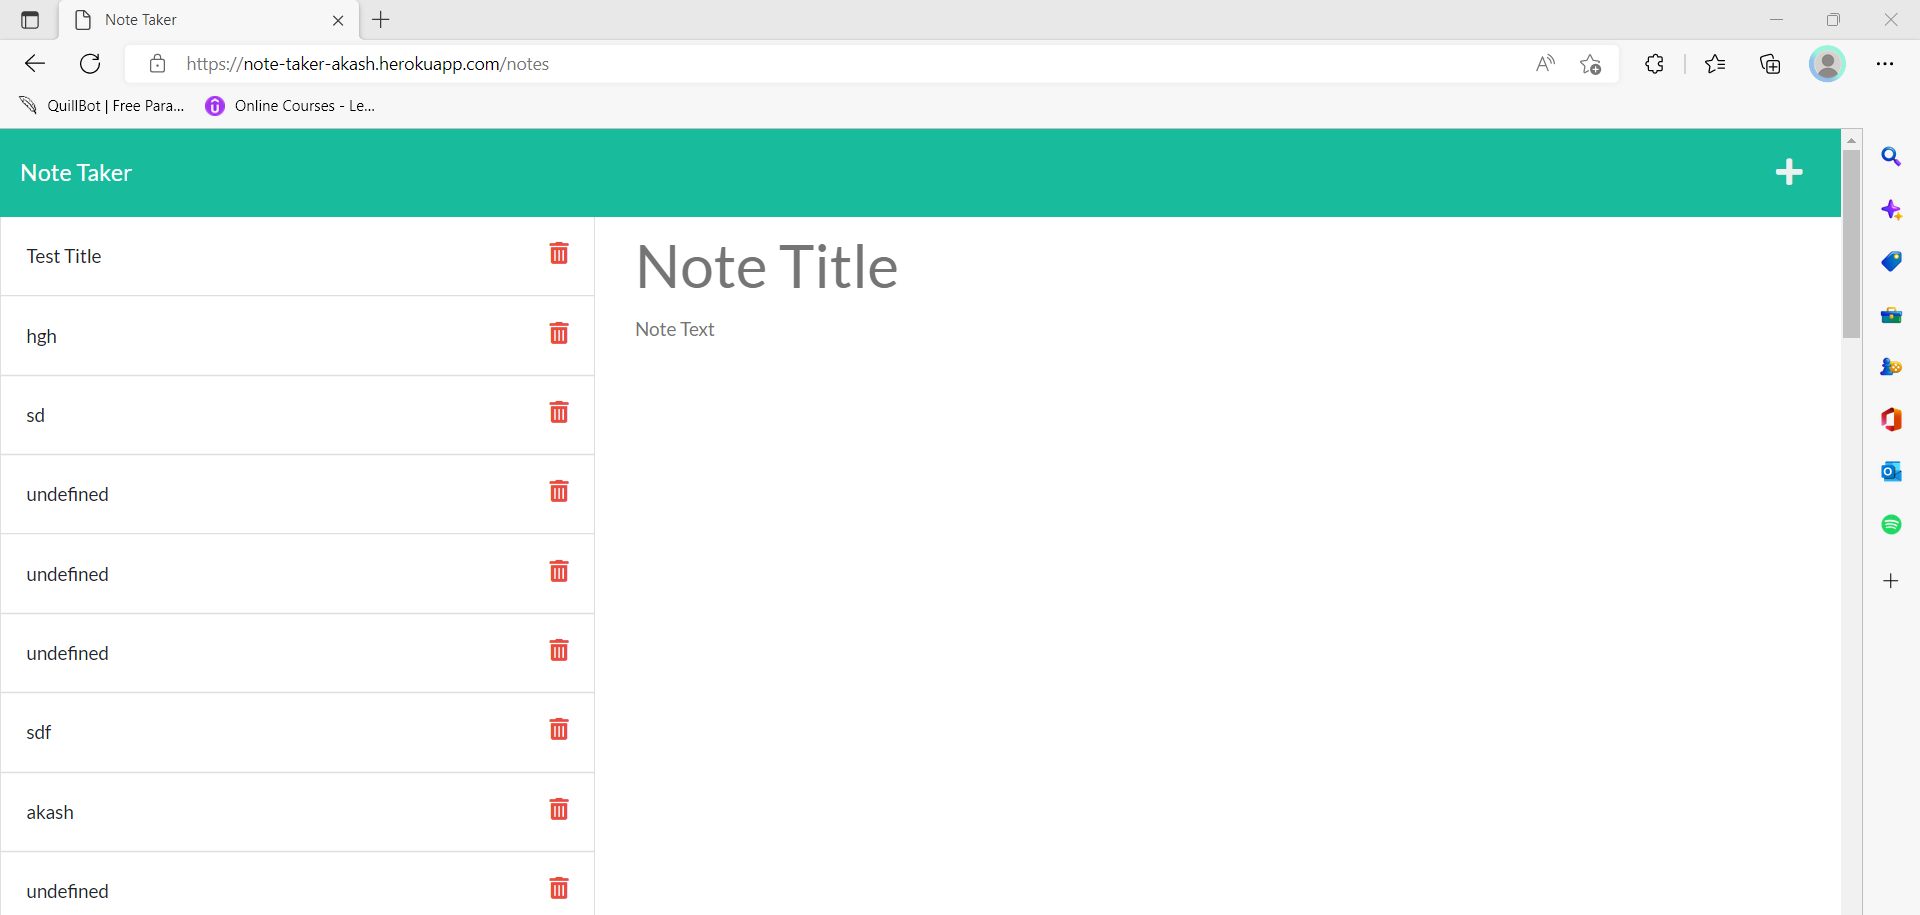 Note Taker
https://note-taker-akash.herokuapp.com/notes
QuillBot | Free Para...
Online Courses - Le...
Note Taker
Test Title
hgh
sd
undefined
undefined
undefined
sdf
akash
undefined
Note Title
Note Text